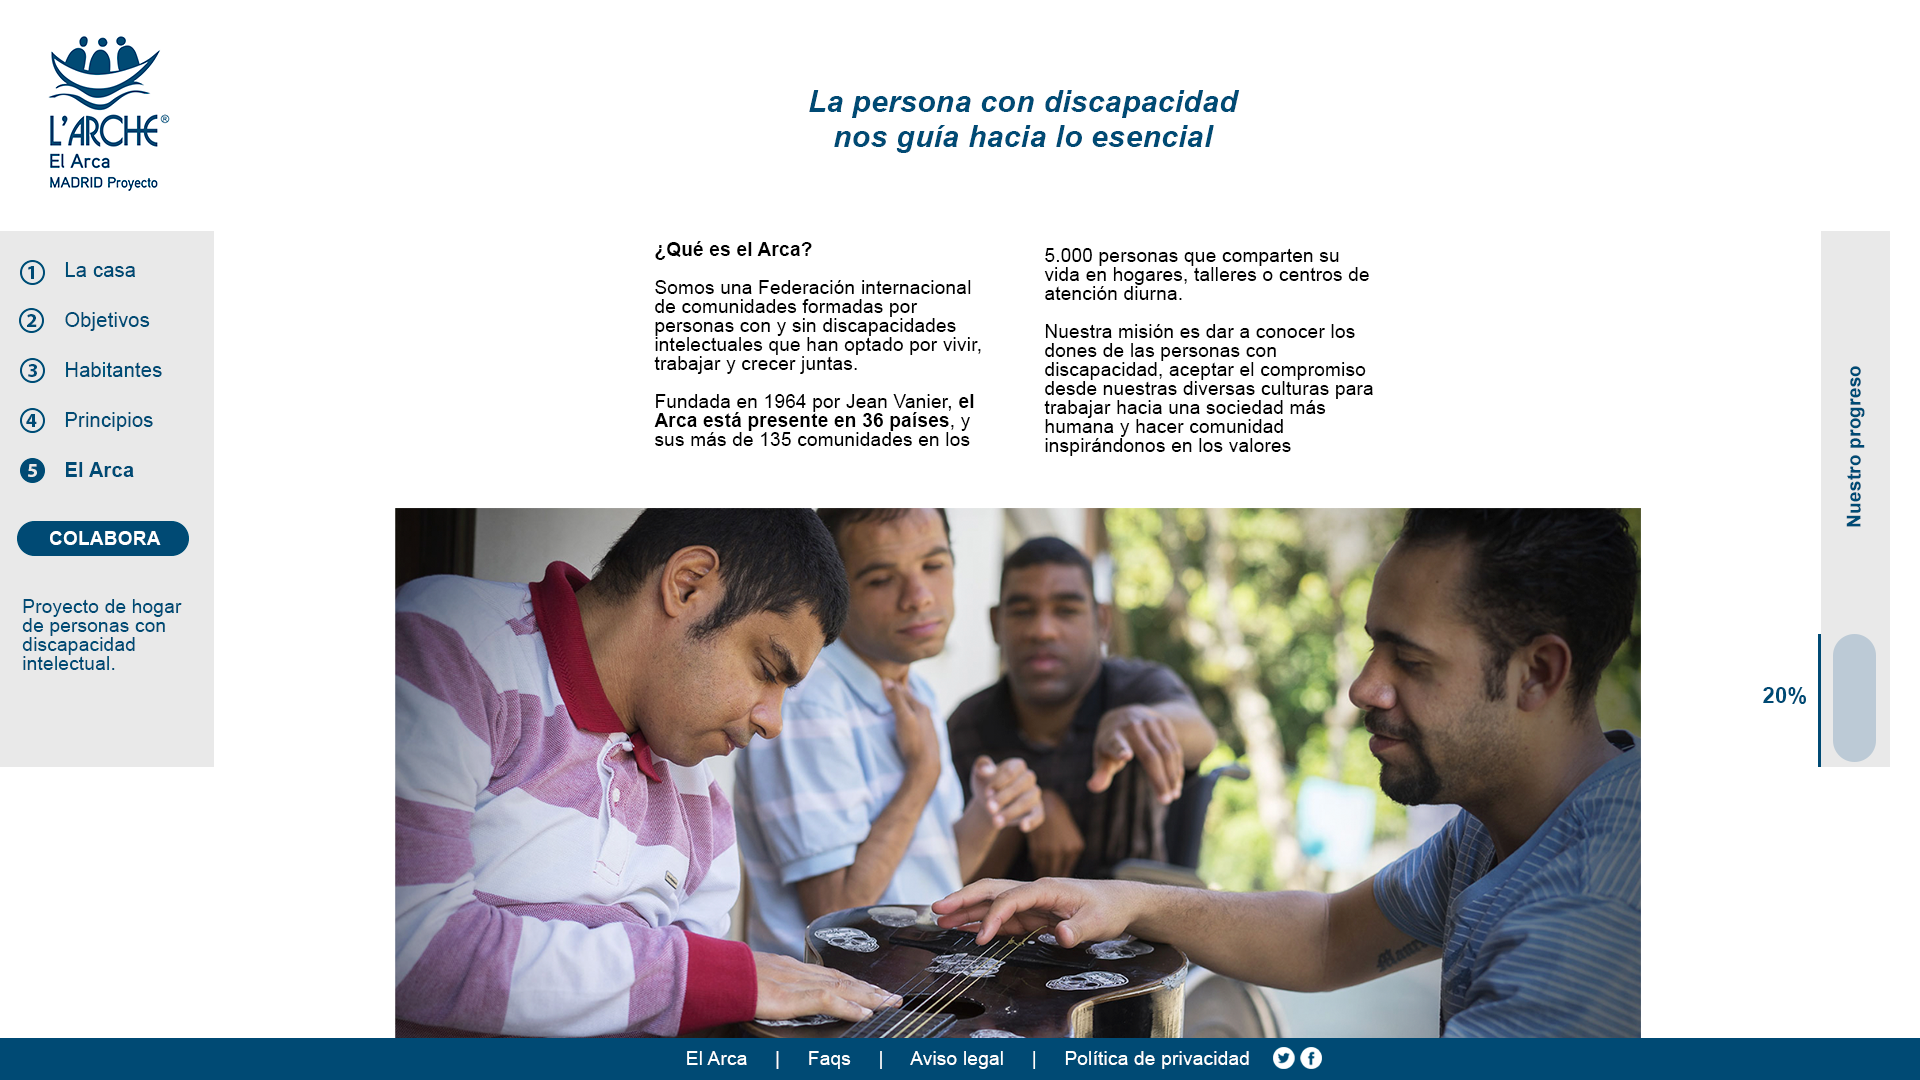 L'ARCHE®
El Arca
MADRID Proyecto
La persona con discapacidad
nos guía hacia lo esencial
1 La casa
2 Objetivos
3 Habitantes
4 Principios
5 El Arca
COLABORA
Proyecto de hogar
de personas con
discapacidad
intelectual.
¿Qué es el Arca?
Somos una Federación internacional
de comunidades formadas por
personas con y sin discapacidades
intelectuales que han optado por vivir,
trabajar y crecer juntas.
Fundada en 1964 por Jean Vanier, el
Arca está presente en 36 países, y
sus más de 135 comunidades en los
5.000 personas que comparten su
vida en hogares, talleres o centros de
atención diurna.
Nuestra misión es dar a conocer los
dones de las personas con
discapacidad, aceptar el compromiso
desde nuestras diversas culturas para
trabajar hacia una sociedad más
humana y hacer comunidad
inspirándonos en los valores
Nuestro progreso
20%
El Arca | Faqs | Aviso legal | Política de privacidad